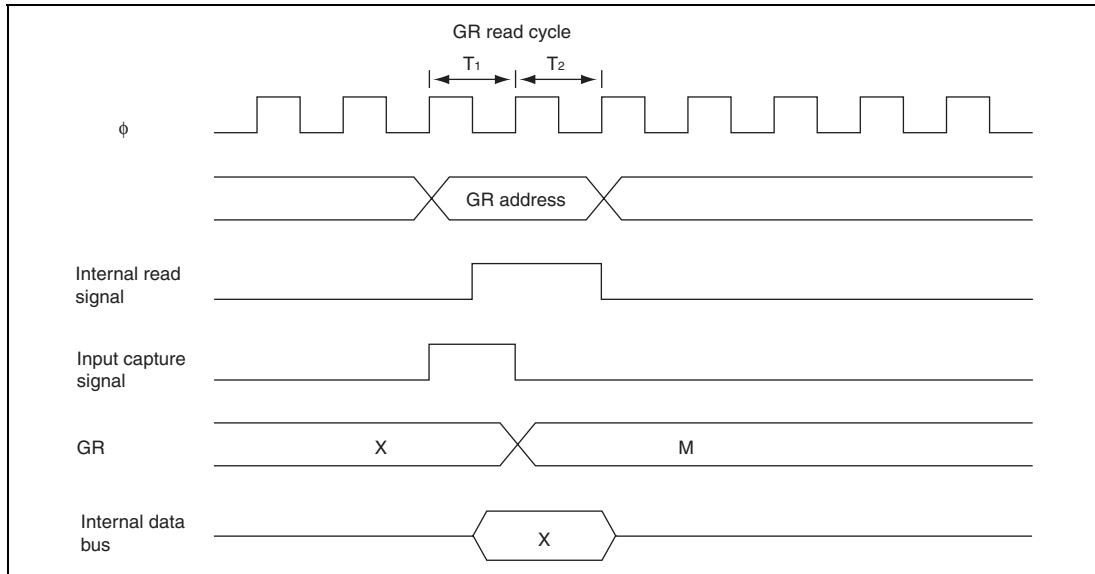 GR read cycle
T1 T2
ϕ
GR address
Internal read
signal
Input capture
signal
GR X M
Internal data
bus
X